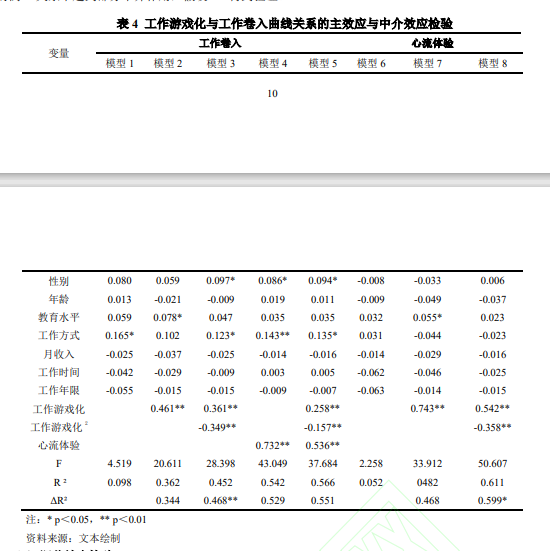 表 4 工作游戏化与工作卷入曲线关系的主效应与中介效应检验
变量 工作卷入 心流体验
模型 1 模型 2 模型 3 模型 4 模型 5 模型 6 模型 7 模型 8
10
性别 0.080 0.059 0.097* 0.086* 0.094* -0.008 -0.033 0.006
年龄 0.013 -0.021 -0.009 0.019 0.011 -0.009 -0.049 -0.037
教育水平 0.059 0.078* 0.047 0.035 0.035 0.032 0.055* 0.023
工作方式 0.165* 0.102 0.123* 0.143** 0.135* 0.031 -0.044 -0.023
月收入 -0.025 -0.037 -0.025 -0.014 -0.016 -0.014 -0.029 -0.016
工作时间 -0.042 -0.029 -0.009 0.003 0.005 -0.062 -0.046 -0.025
工作年限 -0.055 -0.015 -0.015 -0.009 -0.007 -0.063 -0.014 -0.015
工作游戏化 0.461** 0.361** 0.258** 0.743** 0.542**
工作游戏化² -0.349** -0.157** -0.358**
心流体验 0.732** 0.536**
F 4.519 20.611 28.398 43.049 37.684 2.258 33.912 50.607
R² 0.098 0.362 0.452 0.542 0.566 0.052 0482 0.611
ΔR² 0.344 0.468** 0.529 0.551 0.468 0.599*
注：* p＜0.05，** p＜0.01
资料来源：文本绘制